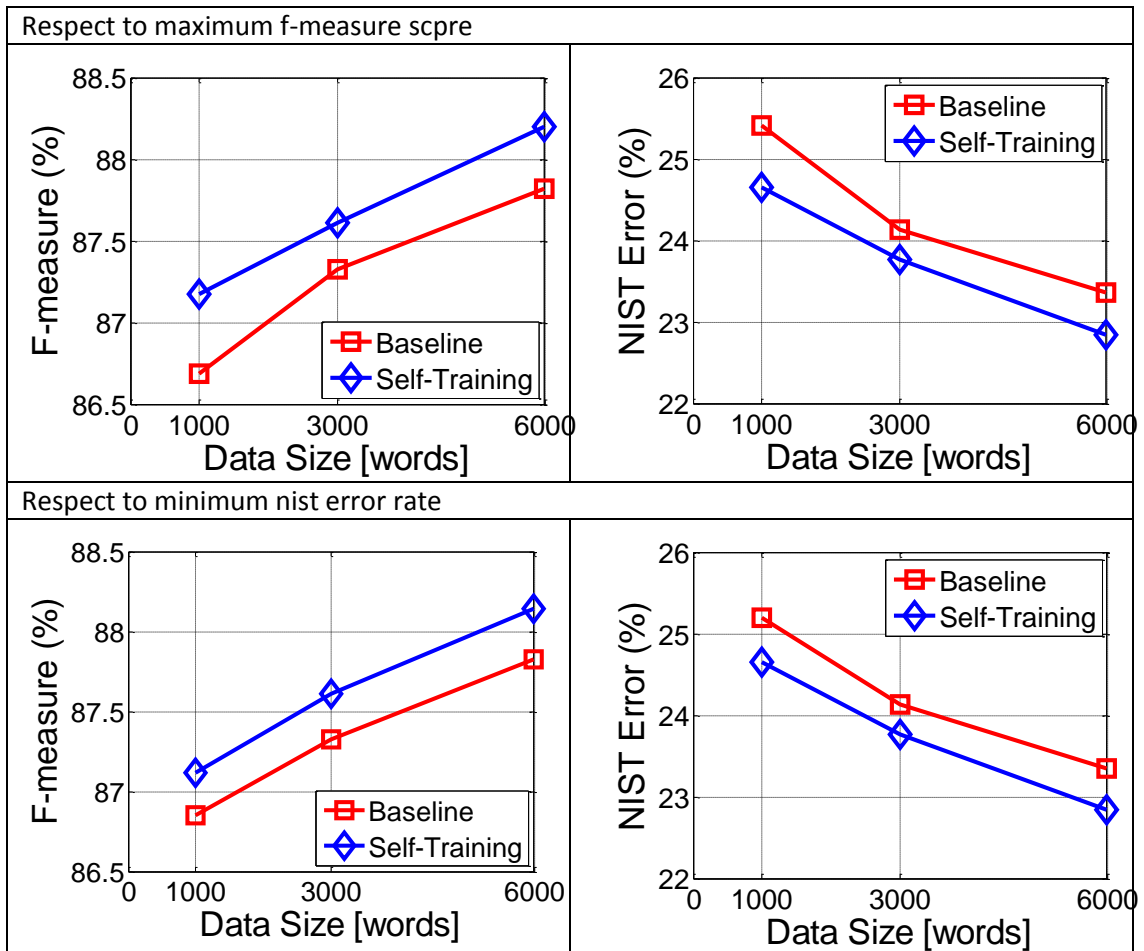 Respect to maximum f-measure scpre
F-measure (%)
88.5
88
87.5
87
86.5
0
1000
3000
6000
Data Size [words]
Baseline
Self-Training
NIST Error (%)
26
25
24
23
22
0
1000
3000
6000
Data Size [words]
Baseline
Self-Training
Respect to minimum nist error rate
F-measure (%)
88.5
88
87.5
87
86.5
0
1000
3000
6000
Data Size [words]
Baseline
Self-Training
NIST Error (%)
26
25
24
23
22
0
1000
3000
6000
Data Size [words]
Baseline
Self-Training